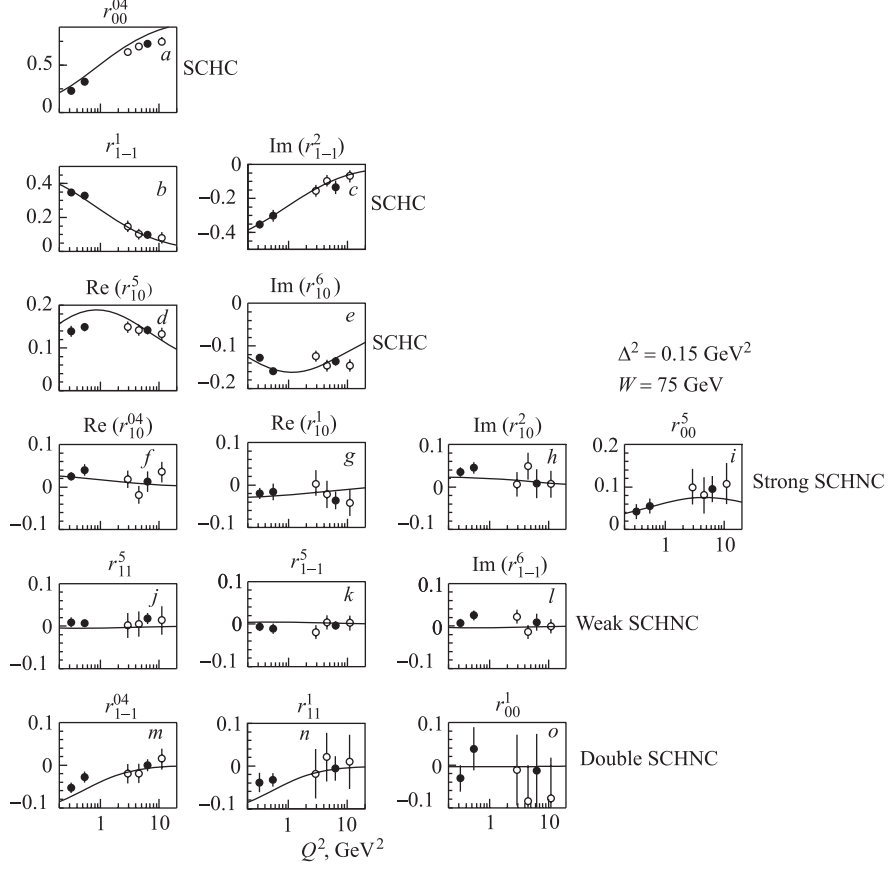 r_{00}^{04}
0.5
0
a
SCHC
r_{1–1}^{1}
Im (r_{1–1}^{2})
0.4
0.2
0
b
0
–0.2
–0.4
c
SCHC
Re (r_{10}^{5})
Im (r_{10}^{6})
0.2
0.1
0
d
0
–0.1
–0.2
e
SCHC
Δ² = 0.15 GeV²
W = 75 GeV
Re (r_{10}^{04})
Re (r_{10}^{1})
Im (r_{10}^{2})
r_{00}^{5}
0.1
0
–0.1
f
0.1
0
–0.1
g
0.1
0
–0.1
h
0.2
0.1
0
i
1
10
Strong SCHNC
r_{11}^{5}
r_{1–1}^{5}
Im (r_{1–1}^{6})
0.1
0
–0.1
j
0.1
0
–0.1
k
0.1
0
–0.1
l
Weak SCHNC
r_{1–1}^{04}
r_{11}^{1}
r_{00}^{1}
0.1
0
–0.1
m
0.1
0
0.1
n
0.1
0
0.1
o
Double SCHNC
1 10
1 10
1 10
Q², GeV²